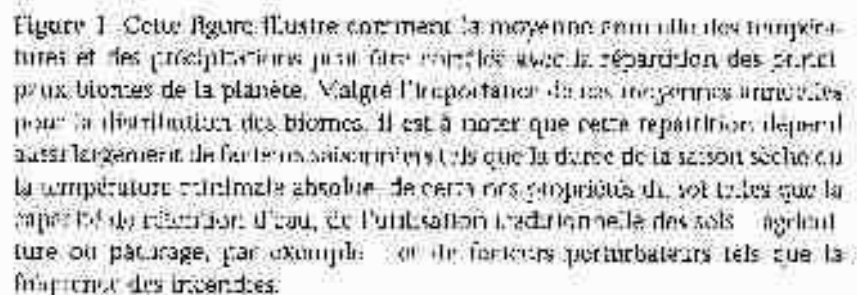 Figure 1 Cette figure illustre comment la moyenne annuelle des températures
tures et des précipitations peut être corrélée avec la répartition des princi-
paux biomes de la planète. Malgré l'importance de ces moyennes annuelles
pour la distribution des biomes, il est à noter que cette répartition dépend
aussi largement de facteurs saisonniers tels que la durée de la saison sèche ou
la température minimale absolue, de certaines propriétés du sol telles que la
capacité de rétention d'eau, de l'utilisation traditionnelle des sols agricul-
ture ou pâturage, par exemple et de facteurs perturbateurs tels que la
fréquence des incendies.